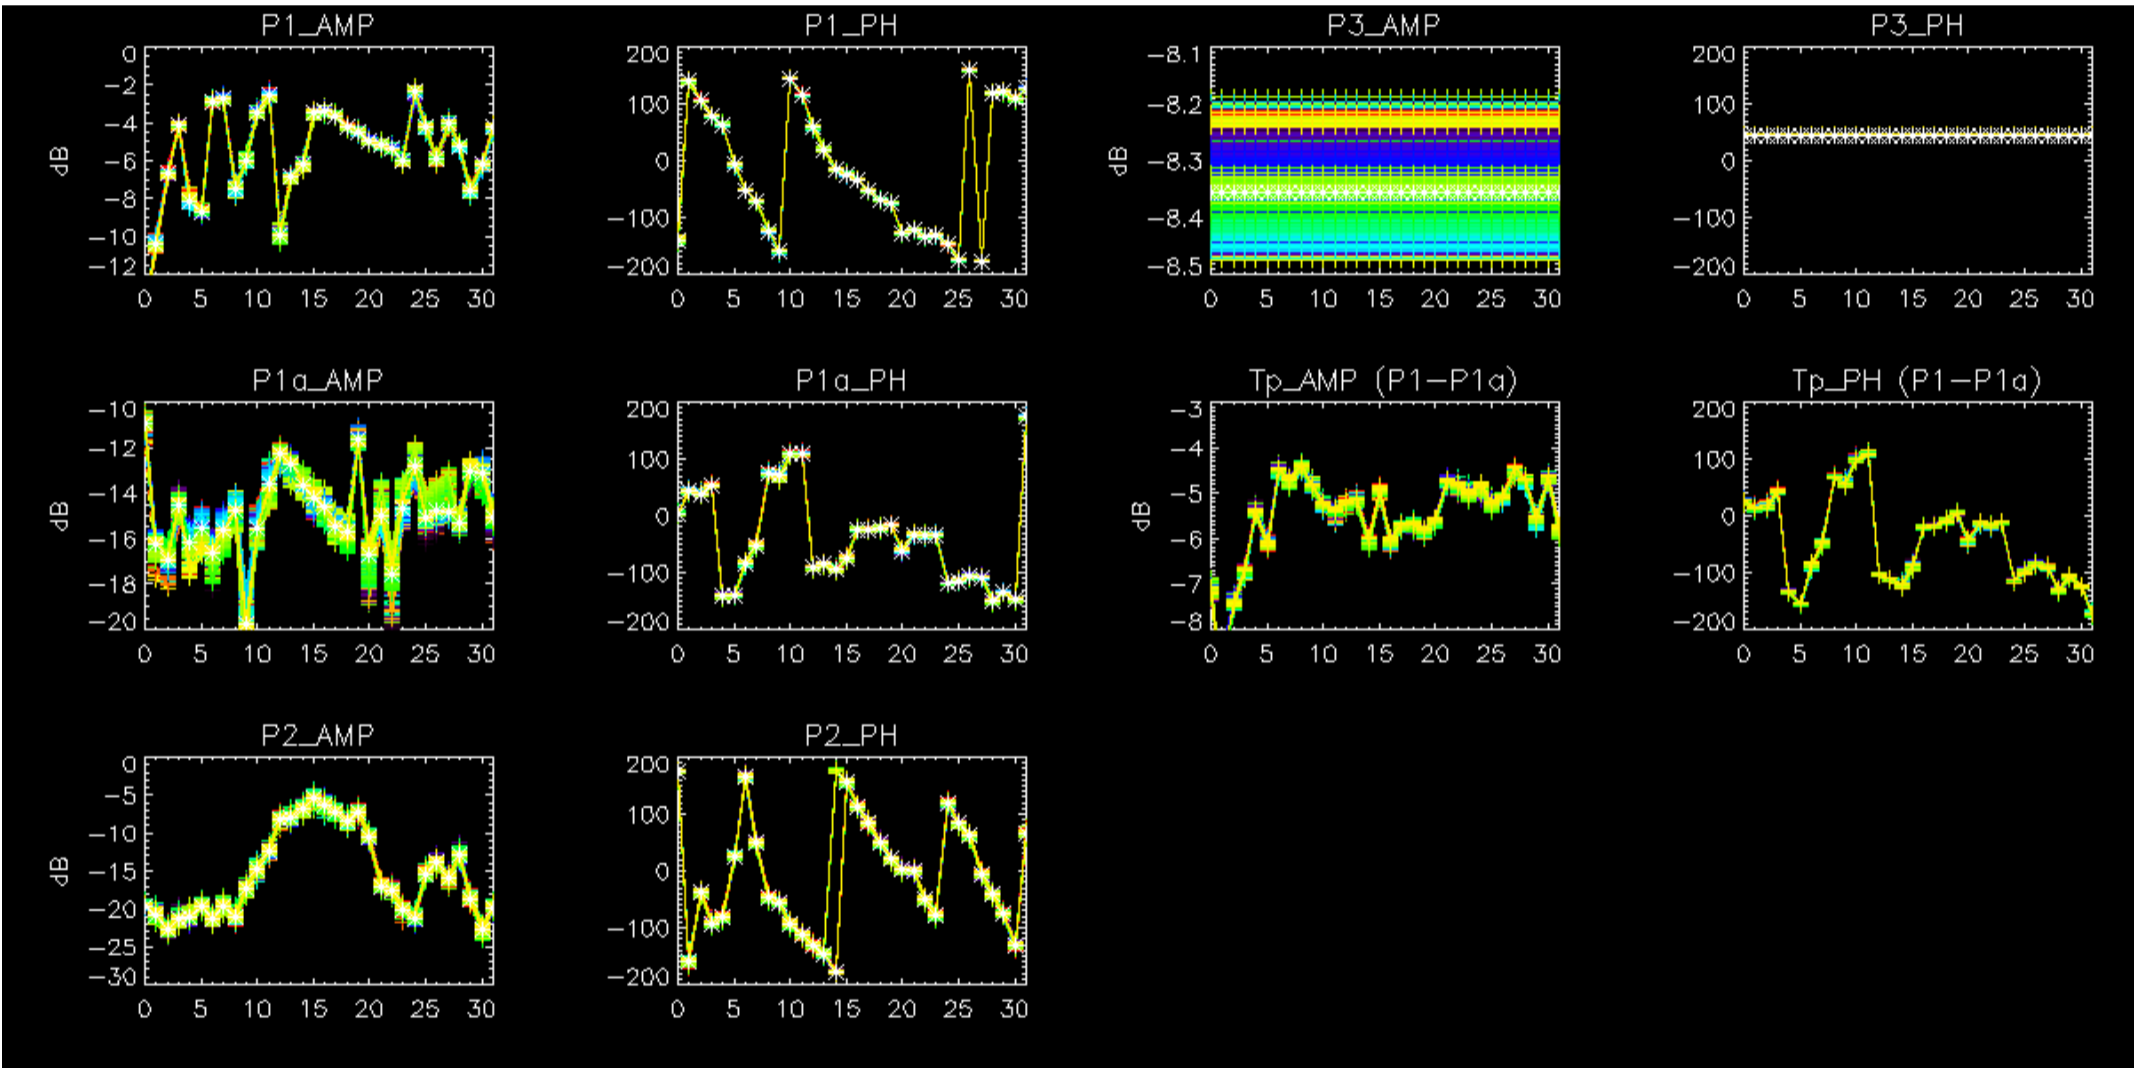 P1_AMP P1_PH P3_AMP P3_PH
0 200 -8.1 200
-2 100 -8.2 100
-4 0 -8.3 0
-6 -100 -8.4 -100
-8 -200 -8.5 -200
-10
-12
dB dB
0 5 10 15 20 25 30 0 5 10 15 20 25 30 0 5 10 15 20 25 30 0 5 10 15 20 25 30
P1a_AMP P1a_PH Tp_AMP (P1-P1a) Tp_PH (P1-P1a)
-10 200 -3 200
-12 100 -4 100
-14 0 -5 0
-16 -100 -6 -100
-18 -200 -7 -200
-20 -8
dB dB
0 5 10 15 20 25 30 0 5 10 15 20 25 30 0 5 10 15 20 25 30 0 5 10 15 20 25 30
P2_AMP P2_PH
0 200
-5 100
-10 0
-15 -100
-20 -200
-25
-30
dB
0 5 10 15 20 25 30 0 5 10 15 20 25 30